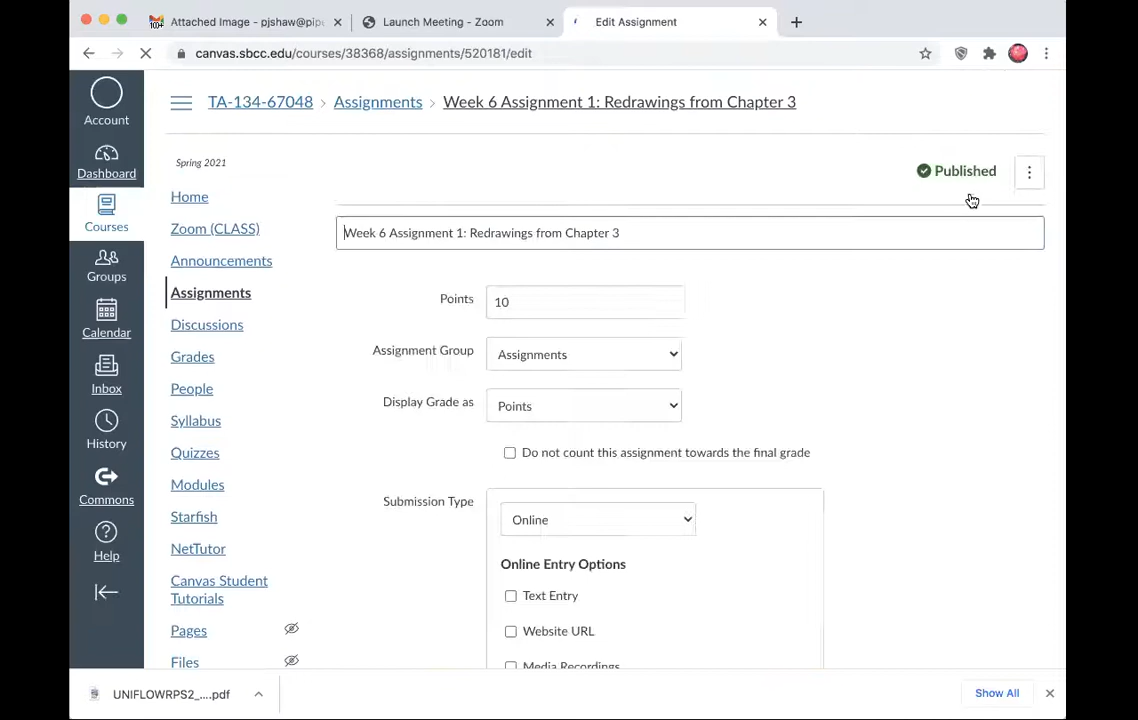 Attached Image - pjshaw@pip
Launch Meeting - Zoom
Edit Assignment
canvas.sbcc.edu/courses/38368/assignments/520181/edit
Account
Dashboard
Courses
Groups
Calendar
Inbox
History
Commons
Help
TA-134-67048 › Assignments › Week 6 Assignment 1: Redrawings from Chapter 3
Spring 2021
Home
Zoom (CLASS)
Announcements
Assignments
Discussions
Grades
People
Syllabus
Quizzes
Modules
Starfish
NetTutor
Canvas Student
Tutorials
Pages
Files
Published
Week 6 Assignment 1: Redrawings from Chapter 3
Points 10
Assignment Group Assignments
Display Grade as Points
Do not count this assignment towards the final grade
Submission Type Online
Online Entry Options
Text Entry
Website URL
Media Recordings
UNIFLOWRPS2_....pdf
Show All